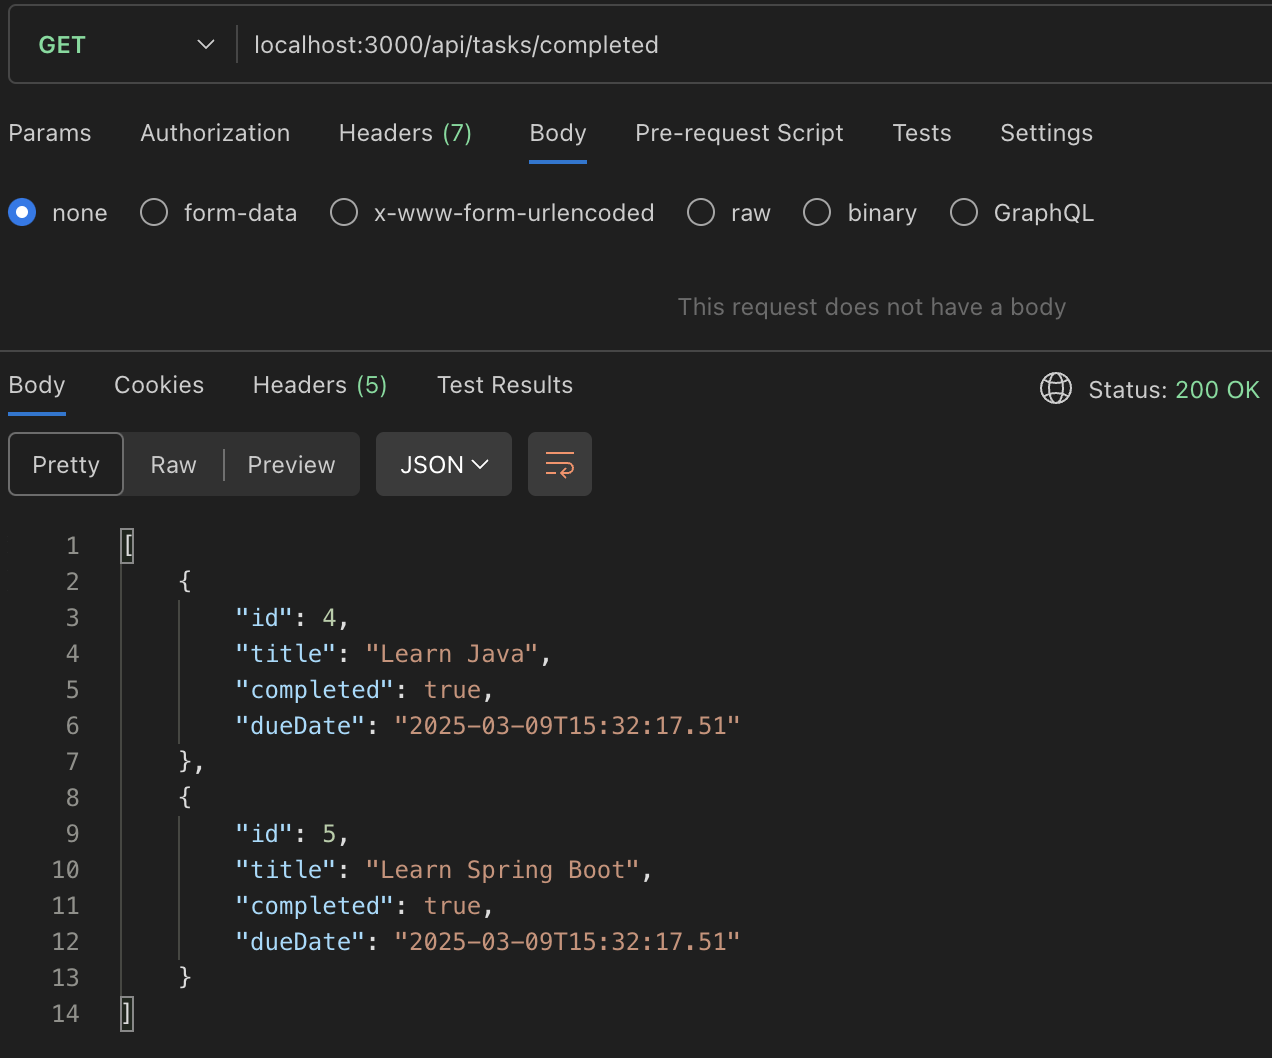 GET localhost:3000/api/tasks/completed
Params Authorization Headers (7) Body Pre-request Script Tests Settings
none form-data x-www-form-urlencoded raw binary GraphQL
This request does not have a body
Body Cookies Headers (5) Test Results Status: 200 OK
Pretty Raw Preview JSON
1 [
2 {
3 "id": 4,
4 "title": "Learn Java",
5 "completed": true,
6 "dueDate": "2025-03-09T15:32:17.51"
7 },
8 {
9 "id": 5,
10 "title": "Learn Spring Boot",
11 "completed": true,
12 "dueDate": "2025-03-09T15:32:17.51"
13 }
14 ]